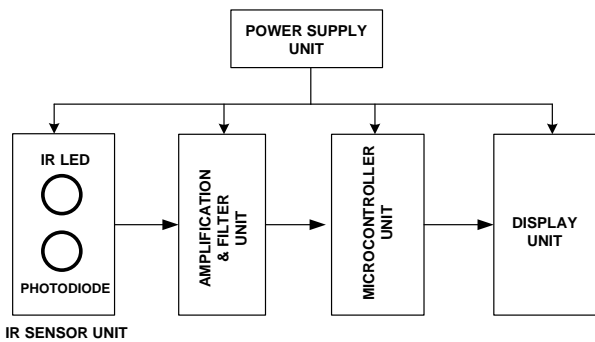 POWER SUPPLY
UNIT
IR LED
PHOTODIODE
IR SENSOR UNIT
AMPLIFICATION
& FILTER
UNIT
MICROCONTROLLER
UNIT
DISPLAY
UNIT